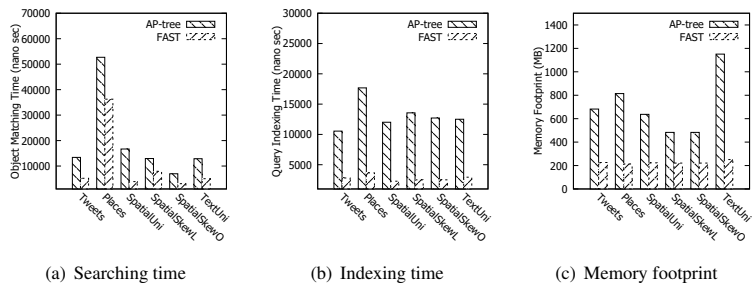 AP-tree
FAST
Object Matching Time (nano sec)
70000
60000
50000
40000
30000
20000
10000
Tweets
Places
SpatialUni
SpatialSkewL
SpatialSkewO
TextUni
(a) Searching time
AP-tree
FAST
Query Indexing Time (nano sec)
30000
25000
20000
15000
10000
5000
Tweets
Places
SpatialUni
SpatialSkewL
SpatialSkewO
TextUni
(b) Indexing time
AP-tree
FAST
Memory Footprint (MB)
1400
1200
1000
800
600
400
200
0
Tweets
Places
SpatialUni
SpatialSkewL
SpatialSkewO
TextUni
(c) Memory footprint